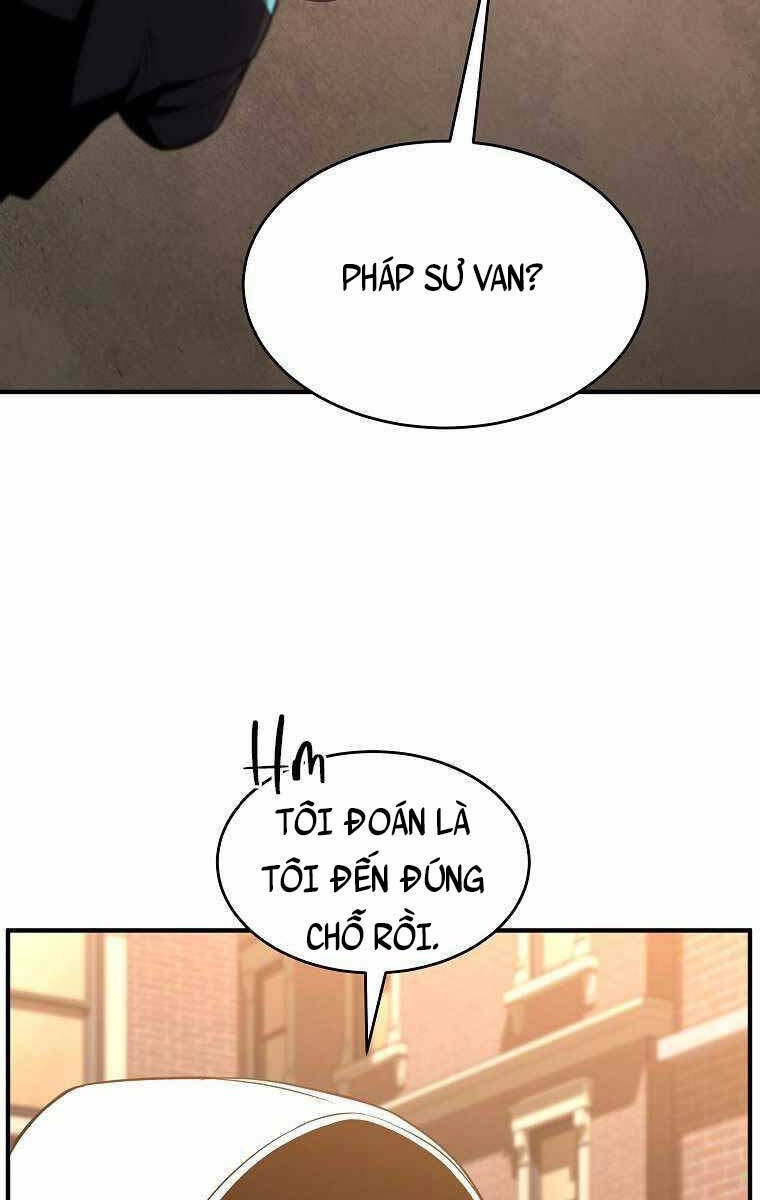 PHÁP SƯ VAN?
Hm
TÔI ĐOÁN LÀ
TÔI ĐẾN ĐÚNG
CHỖ RỒI.